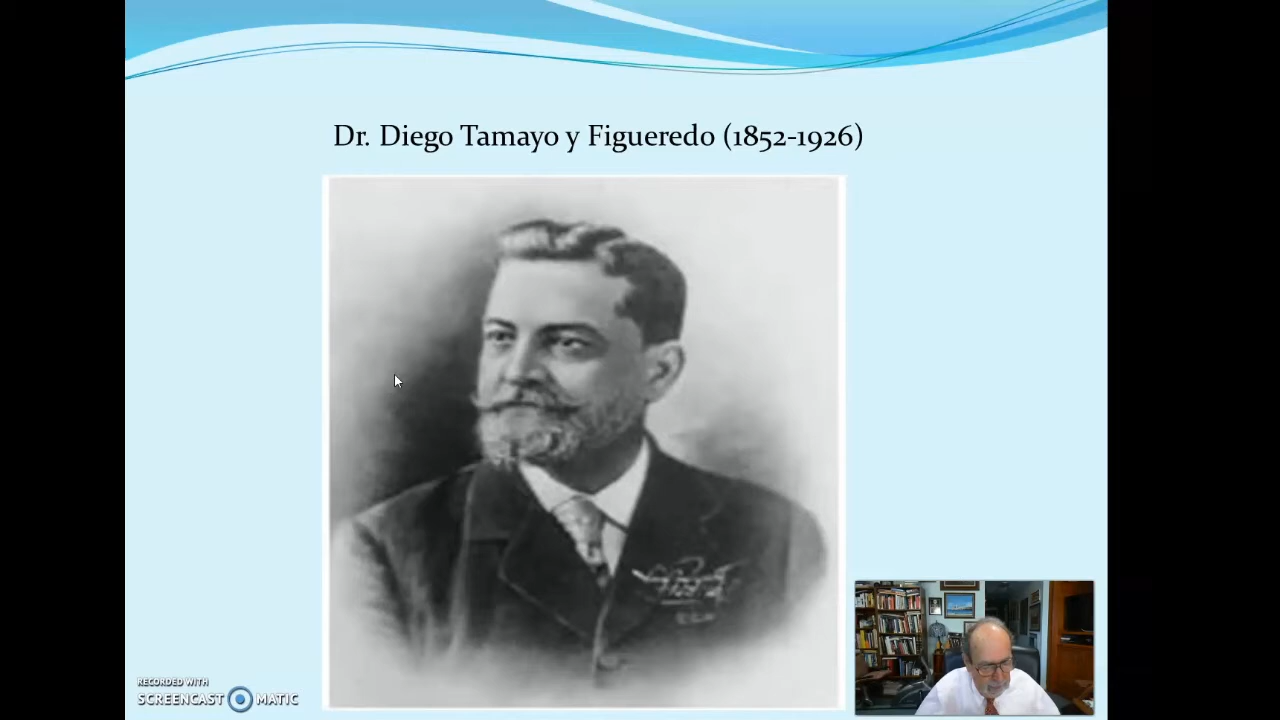 Dr. Diego Tamayo y Figueredo (1852-1926)
RECORDED WITH
SCREENCAST MATIC